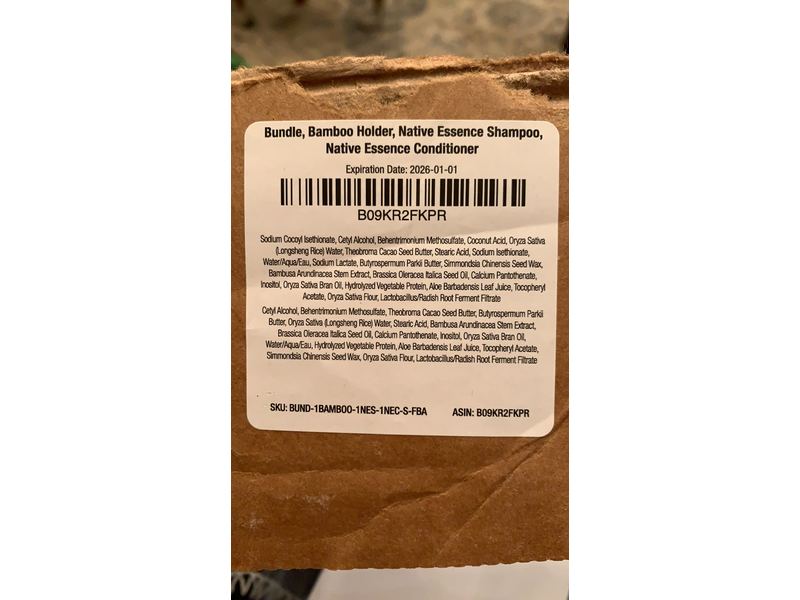 Bundle, Bamboo Holder, Native Essence Shampoo,
Native Essence Conditioner
Expiration Date: 2026-01-01
B09KR2FKPR
Sodium Cocoyl Isethionate, Cetyl Alcohol, Behentrimonium Methosulfate, Coconut Acid, Oryza Sativa
(Longsheng Rice) Water, Theobroma Cacao Seed Butter, Stearic Acid, Sodium Isethionate,
Water/Aqua/Eau, Sodium Lactate, Butyrospermum Parkii Butter, Simmondsia Chinensis Seed Wax,
Bambusa Arundinacea Stem Extract, Brassica Oleracea Italica Seed Oil, Calcium Pantothenate,
Inositol, Oryza Sativa Bran Oil, Hydrolyzed Vegetable Protein, Aloe Barbadensis Leaf Juice, Tocopheryl
Acetate, Oryza Sativa Flour, Lactobacillus/Radish Root Ferment Filtrate
Cetyl Alcohol, Behentrimonium Methosulfate, Theobroma Cacao Seed Butter, Butyrospermum Parkii
Butter, Oryza Sativa (Longsheng Rice) Water, Stearic Acid, Bambusa Arundinacea Stem Extract,
Brassica Oleracea Italica Seed Oil, Calcium Pantothenate, Inositol, Oryza Sativa Bran Oil,
Water/Aqua/Eau, Hydrolyzed Vegetable Protein, Aloe Barbadensis Leaf Juice, Tocopheryl Acetate,
Simmondsia Chinensis Seed Wax, Oryza Sativa Flour, Lactobacillus/Radish Root Ferment Filtrate
SKU: BUND-1BAMBOO-1NES-1NEC-S-FBA ASIN: B09KR2FKPR